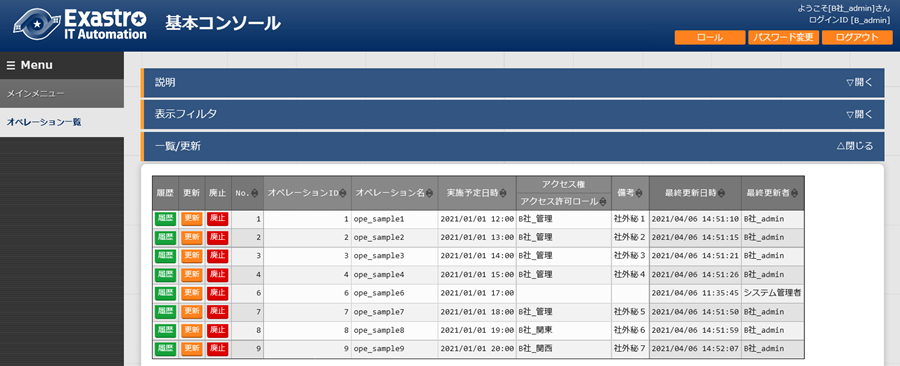 Exastro
IT Automation
基本コンソール
ようこそ[B社_admin]さん
ログインID [B_admin]
ロール パスワード変更 ログアウト
☰ Menu
メインメニュー
オペレーション一覧
説明 ▽開く
表示フィルタ ▽開く
一覧/更新 △閉じる
履歴 更新 廃止 No. オペレーションID オペレーション名 実施予定日時 アクセス権 備考 最終更新日時 最終更新者
アクセス許可ロール
履歴 更新 廃止 1 1 ope_sample1 2021/01/01 12:00 B社_管理 社外秘1 2021/04/06 14:51:10 B社_admin
履歴 更新 廃止 2 2 ope_sample2 2021/01/01 13:00 B社_管理 社外秘2 2021/04/06 14:51:15 B社_admin
履歴 更新 廃止 3 3 ope_sample3 2021/01/01 14:00 B社_管理 社外秘3 2021/04/06 14:51:21 B社_admin
履歴 更新 廃止 4 4 ope_sample4 2021/01/01 15:00 B社_管理 社外秘4 2021/04/06 14:51:26 B社_admin
履歴 更新 廃止 6 6 ope_sample6 2021/01/01 17:00 2021/04/06 11:35:45 システム管理者
履歴 更新 廃止 7 7 ope_sample7 2021/01/01 18:00 B社_管理 社外秘5 2021/04/06 14:51:50 B社_admin
履歴 更新 廃止 8 8 ope_sample8 2021/01/01 19:00 B社_関東 社外秘6 2021/04/06 14:51:59 B社_admin
履歴 更新 廃止 9 9 ope_sample9 2021/01/01 20:00 B社_関西 社外秘7 2021/04/06 14:52:07 B社_admin